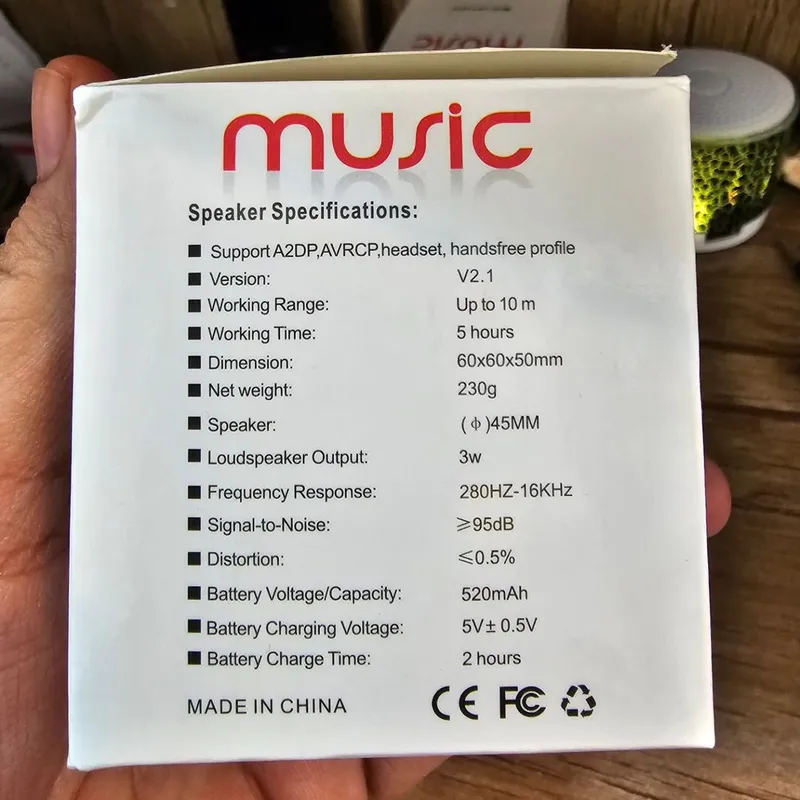 music
music
Speaker Specifications:
■ Support A2DP,AVRCP,headset, handsfree profile
■ Version: V2.1
■ Working Range: Up to 10 m
■ Working Time: 5 hours
■ Dimension: 60x60x50mm
■ Net weight: 230g
■ Speaker: (ϕ)45MM
■ Loudspeaker Output: 3w
■ Frequency Response: 280HZ-16KHz
■ Signal-to-Noise: ≥95dB
■ Distortion: ≤0.5%
■ Battery Voltage/Capacity: 520mAh
■ Battery Charging Voltage: 5V± 0.5V
■ Battery Charge Time: 2 hours
MADE IN CHINA CE FC